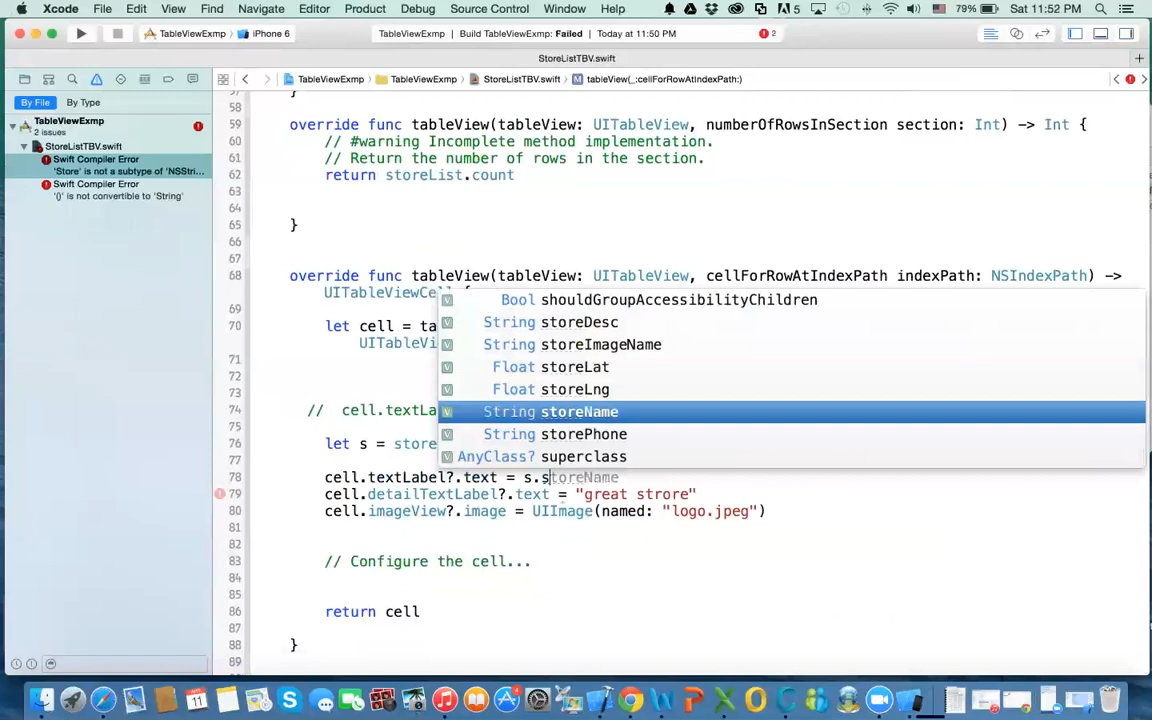 Xcode File Edit View Find Navigate Editor Product Debug Source Control Window Help 5 79% Sat 11:52 PM
TableViewExmp iPhone 6 TableViewExmp | Build TableViewExmp: Failed | Today at 11:50 PM 2
StoreListTBV.swift
TableViewExmp TableViewExmp StoreListTBV.swift M tableView(_:cellForRowAtIndexPath:)
By File By Type
TableViewExmp
2 issues
StoreListTBV.swift
Swift Compiler Error
'Store' is not a subtype of 'NSStri...
Swift Compiler Error
'()' is not convertible to 'String'
57 }
58
59 override func tableView(tableView: UITableView, numberOfRowsInSection section: Int) -> Int {
60 // #warning Incomplete method implementation.
61 // Return the number of rows in the section.
62 return storeList.count
63
64
65 }
66
67
68 override func tableView(tableView: UITableView, cellForRowAtIndexPath indexPath: NSIndexPath) ->
UITableViewCell {
69
70 let cell = ta
UITableVi
71
72
73
74 // cell.textLa
75
76 let s = store
77
78 cell.textLabel?.text = s.storeName
79 cell.detailTextLabel?.text = "great strore"
80 cell.imageView?.image = UIImage(named: "logo.jpeg")
81
82
83 // Configure the cell...
84
85
86 return cell
87
88 }
89
V Bool shouldGroupAccessibilityChildren
V String storeDesc
V String storeImageName
V Float storeLat
V Float storeLng
V String storeName
V String storePhone
V AnyClass? superclass